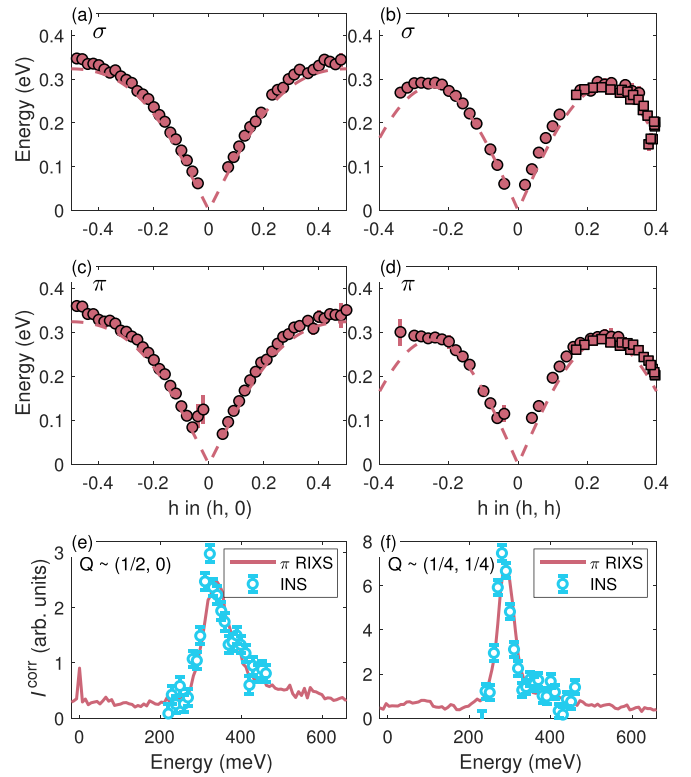 (a) σ
(b) σ
Energy (eV)
0.4
0.3
0.2
0.1
0
-0.4 -0.2 0 0.2 0.4
0.4
0.3
0.2
0.1
0
-0.4 -0.2 0 0.2 0.4
(c) π
(d) π
Energy (eV)
0.4
0.3
0.2
0.1
0
-0.4 -0.2 0 0.2 0.4
h in (h, 0)
0.4
0.3
0.2
0.1
0
-0.4 -0.2 0 0.2 0.4
h in (h, h)
(e)
Q ~ (1/2, 0)
π RIXS
INS
I^corr (arb. units)
3
2
1
0
0 200 400 600
Energy (meV)
(f)
Q ~ (1/4, 1/4)
π RIXS
INS
8
6
4
2
0
0 200 400 600
Energy (meV)